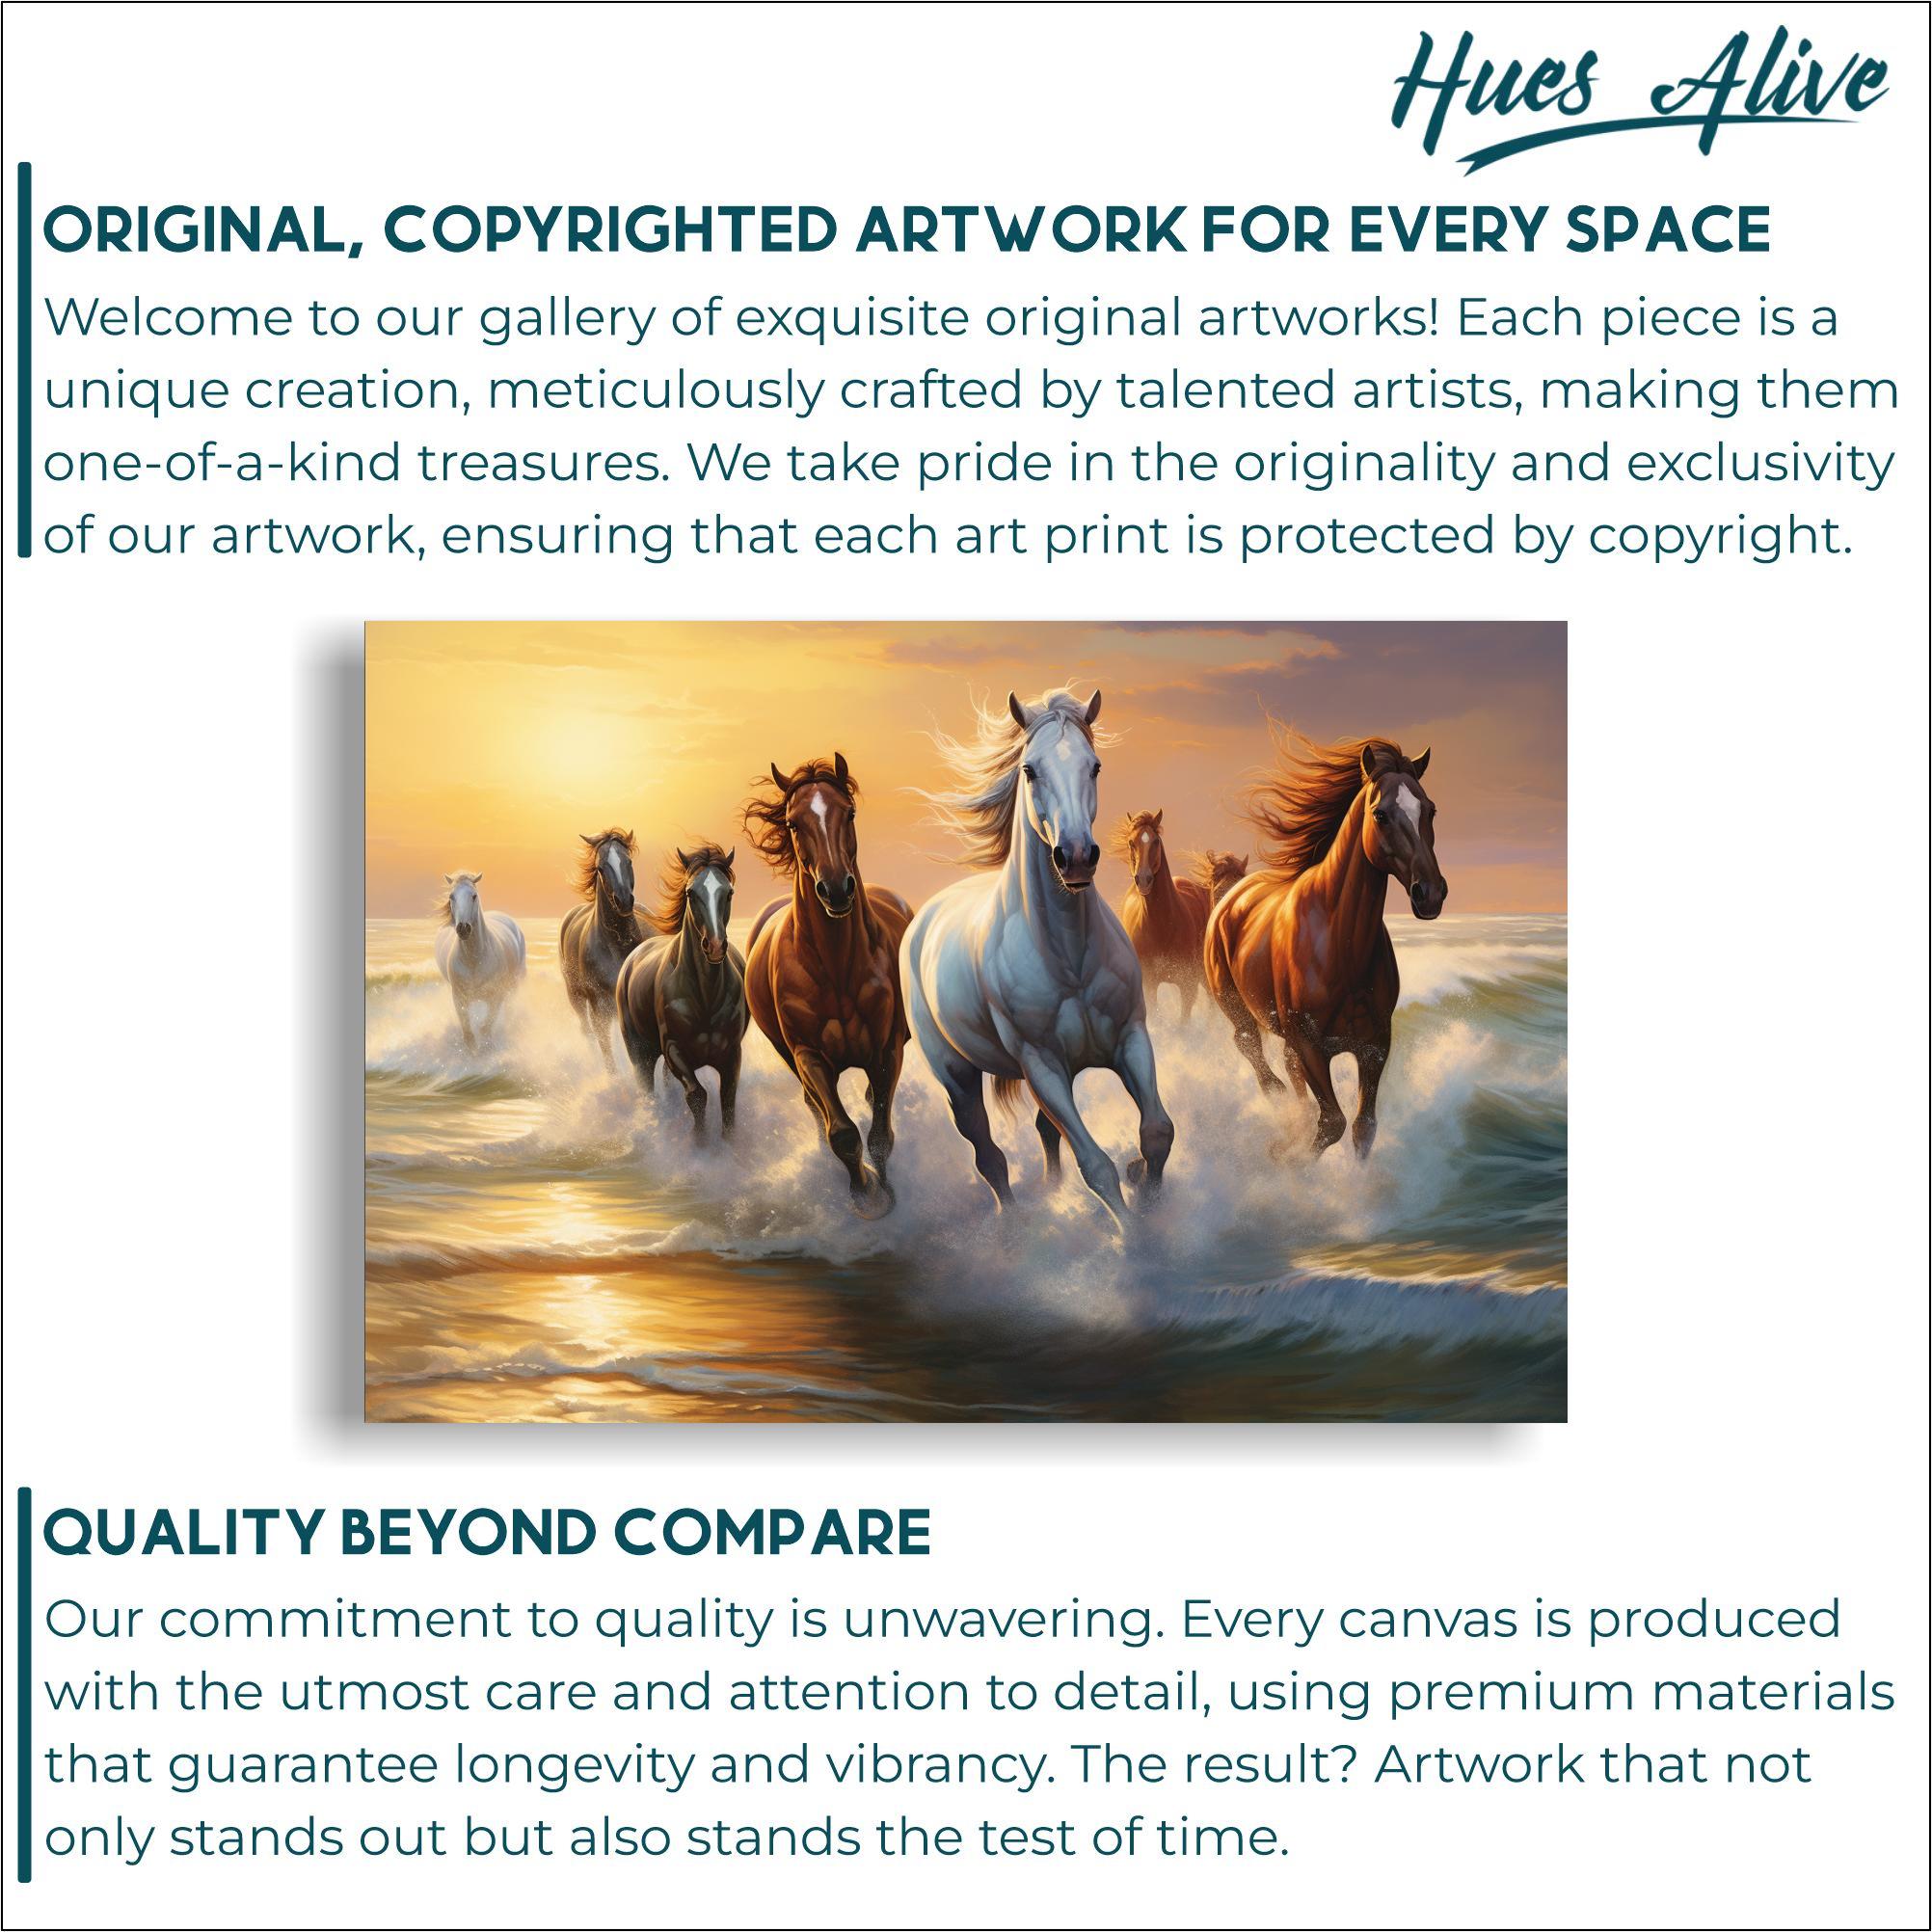 Hues Alive
ORIGINAL, COPYRIGHTED ARTWORK FOR EVERY SPACE
Welcome to our gallery of exquisite original artworks! Each piece is a
unique creation, meticulously crafted by talented artists, making them
one-of-a-kind treasures. We take pride in the originality and exclusivity
of our artwork, ensuring that each art print is protected by copyright.
QUALITY BEYOND COMPARE
Our commitment to quality is unwavering. Every canvas is produced
with the utmost care and attention to detail, using premium materials
that guarantee longevity and vibrancy. The result? Artwork that not
only stands out but also stands the test of time.